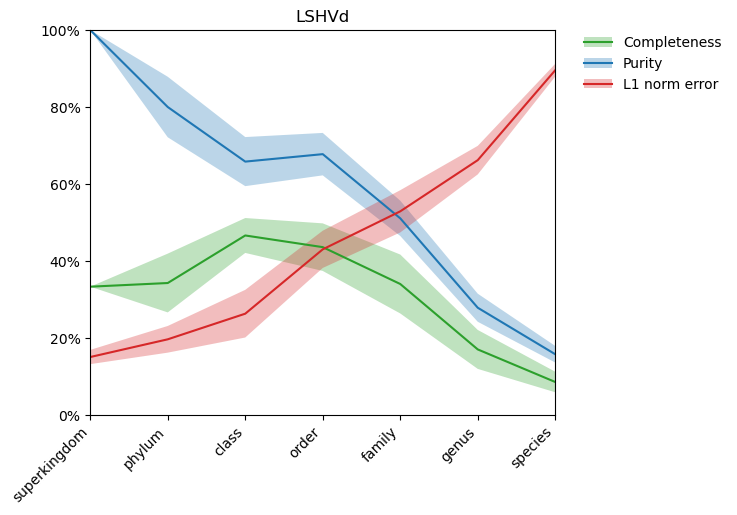 LSHVd
100%
80%
60%
40%
20%
0%
superkingdom
phylum
class
order
family
genus
species
Completeness
Purity
L1 norm error